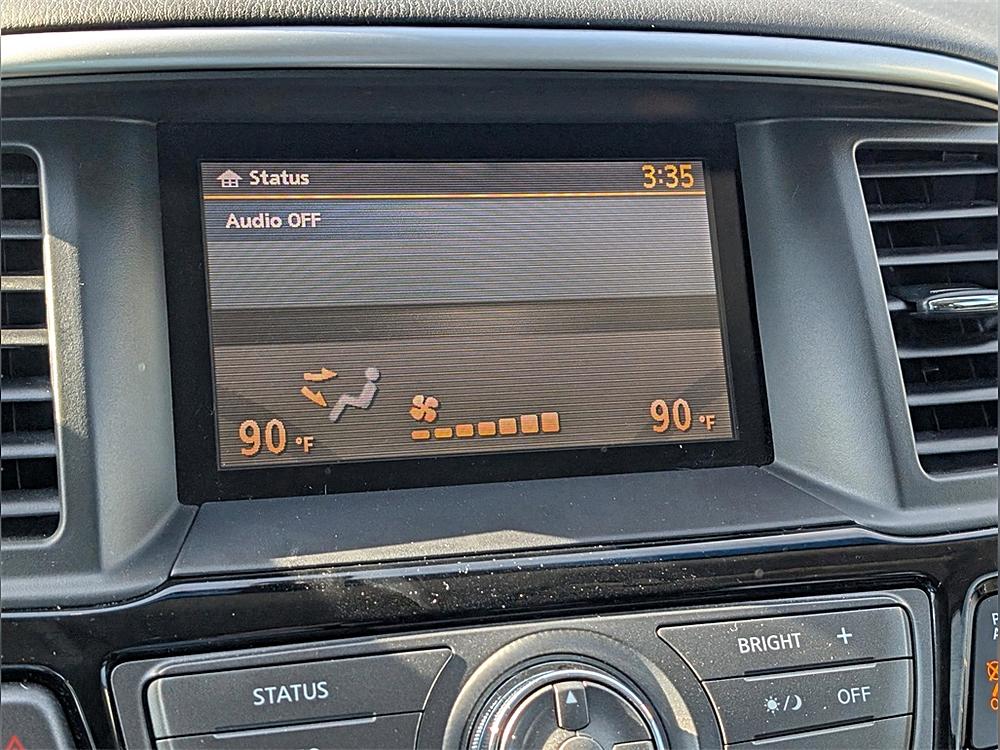 Status 3:35
Audio OFF
90 °F 90 °F
BRIGHT +
STATUS
OFF